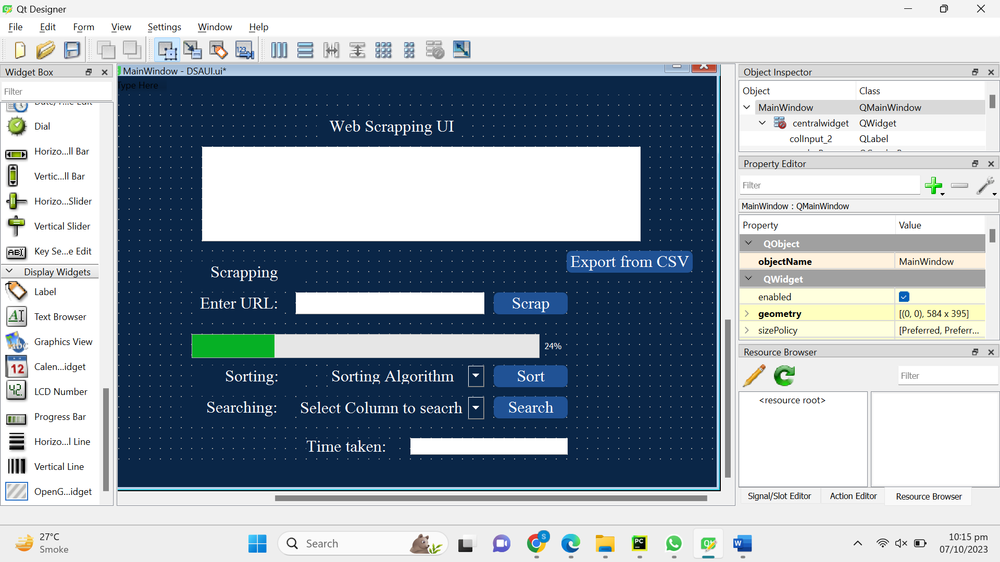 Qt Designer
File Edit Form View Settings Window Help
Widget Box
Filter
Dial
Horizo...ll Bar
Vertic...ll Bar
Horizo...Slider
Vertical Slider
Key Se...e Edit
Display Widgets
Label
Text Browser
Graphics View
Calen...idget
LCD Number
Progress Bar
Horizo...l Line
Vertical Line
OpenG...idget
MainWindow - DSAUI.ui*
Type Here
Web Scrapping UI
Export from CSV
Scrapping
Enter URL:
Scrap
24%
Sorting:
Sorting Algorithm
Sort
Searching:
Select Column to seacrh
Search
Time taken:
Object Inspector
Object Class
MainWindow QMainWindow
centralwidget QWidget
colInput_2 QLabel
Property Editor
Filter
MainWindow : QMainWindow
Property Value
QObject
objectName MainWindow
QWidget
enabled
geometry [(0, 0), 584 x 395]
sizePolicy [Preferred, Preferr...
Resource Browser
Filter
<resource root>
Signal/Slot Editor Action Editor Resource Browser
27°C
Smoke
Search
10:15 pm
07/10/2023